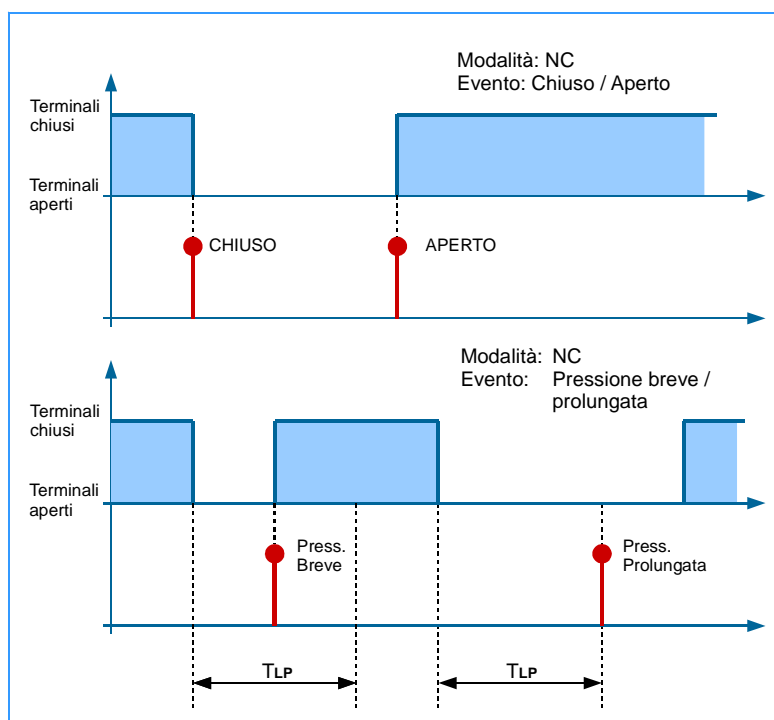 Modalità: NC
Evento: Chiuso / Aperto
Terminali
chiusi
Terminali
aperti
CHIUSO
APERTO
Modalità: NC
Evento: Pressione breve /
prolungata
Terminali
chiusi
Terminali
aperti
Press.
Breve
Press.
Prolungata
TLP
TLP